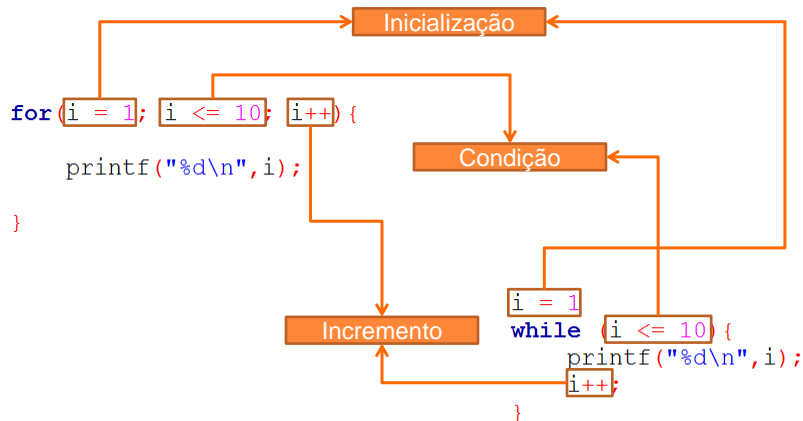 Inicialização
for(i = 1; i <= 10; i++){
Condição
printf("%d\n",i);
}
i = 1
Incremento
while (i <= 10){
printf("%d\n",i);
i++;
}